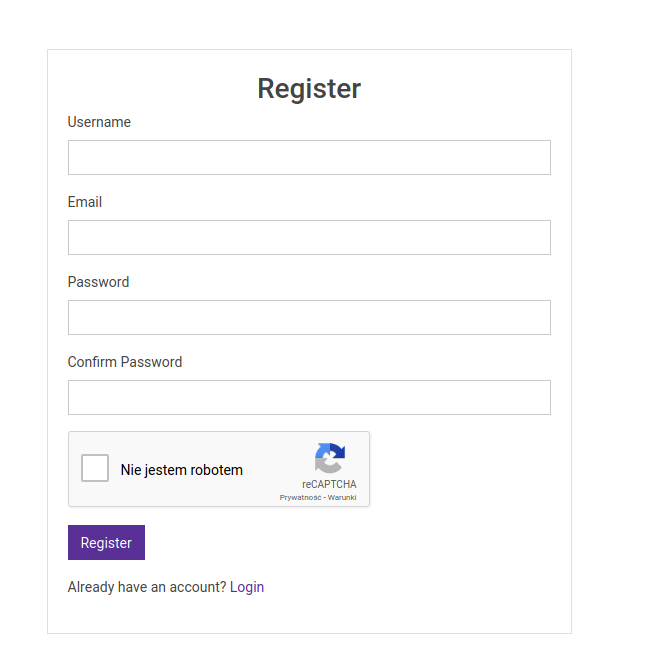 Register
Username
Email
Password
Confirm Password
Nie jestem robotem
reCAPTCHA
Prywatność - Warunki
Register
Already have an account? Login